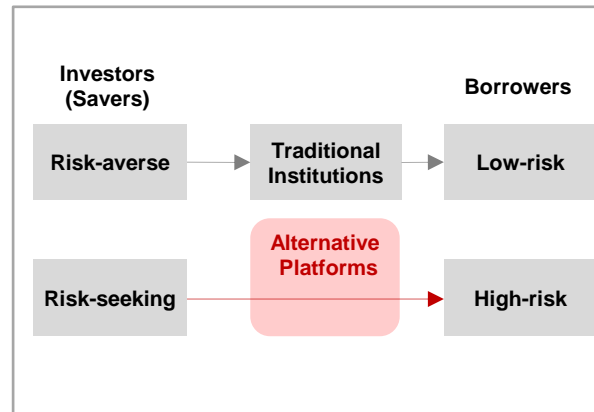 Investors
(Savers)
Borrowers
Risk-averse
Traditional
Institutions
Low-risk
Alternative
Platforms
Risk-seeking
High-risk